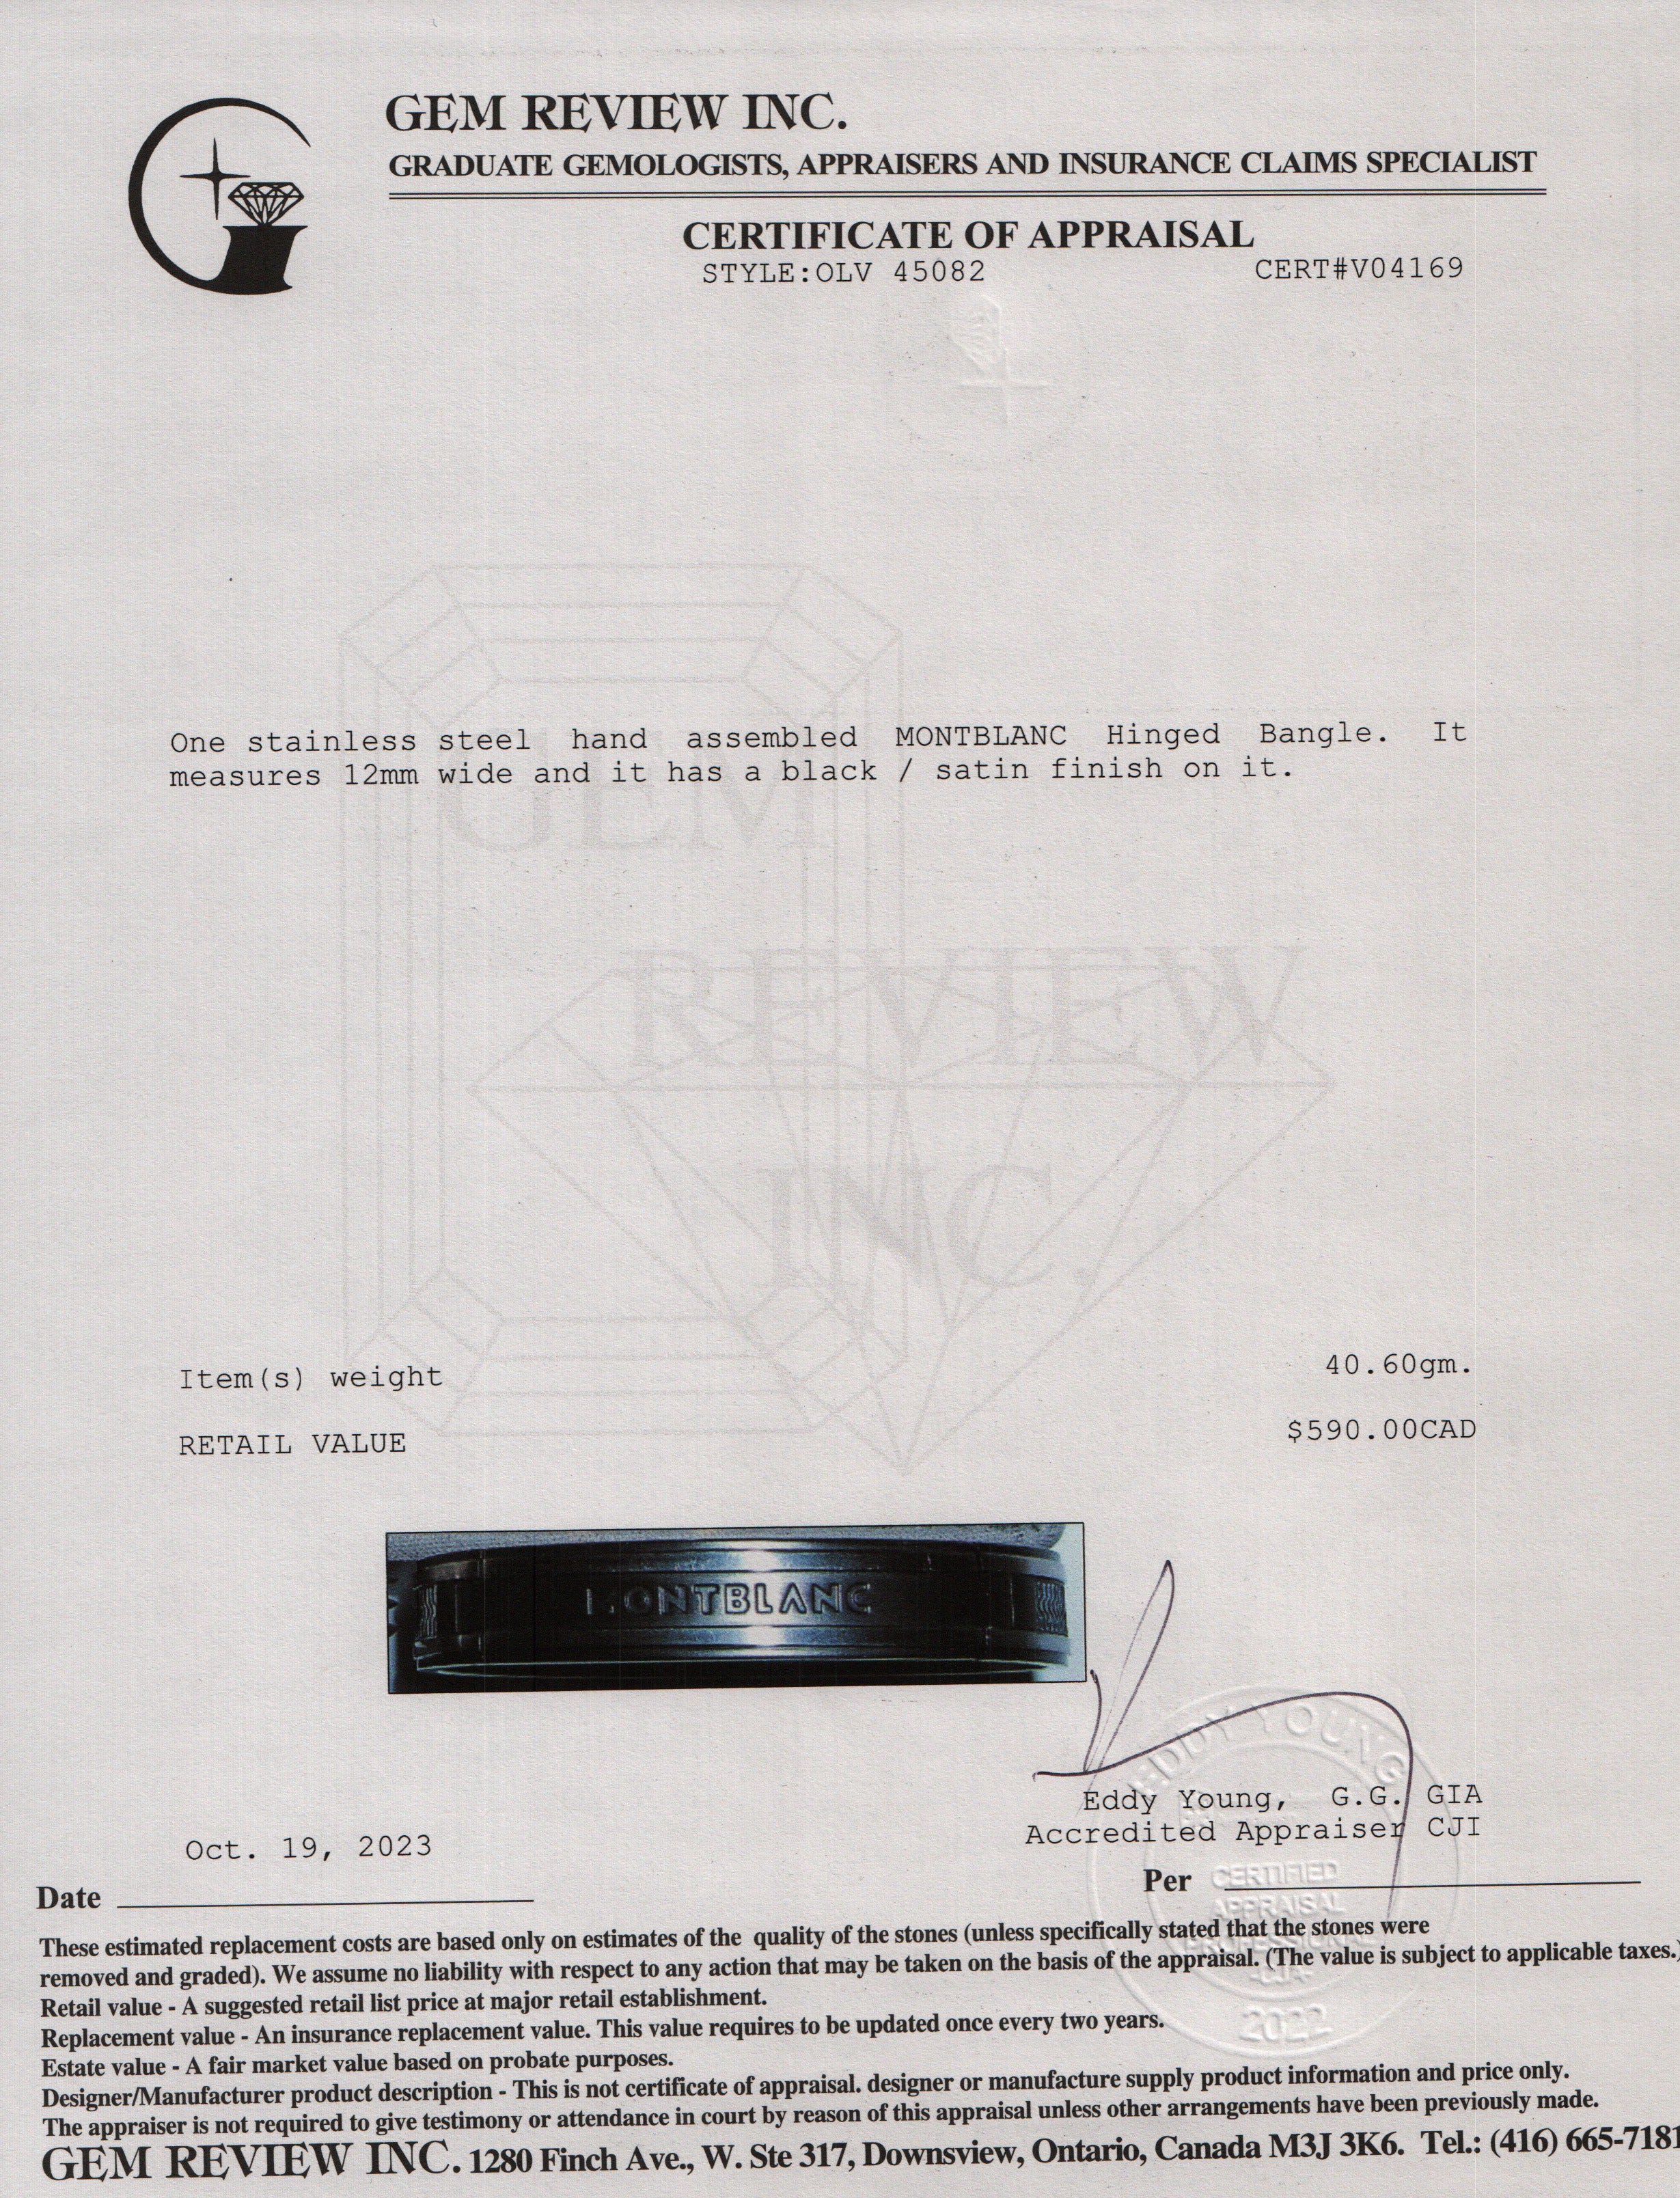 GEM REVIEW INC.
GRADUATE GEMOLOGISTS, APPRAISERS AND INSURANCE CLAIMS SPECIALIST
CERTIFICATE OF APPRAISAL
STYLE:OLV 45082 CERT#V04169
One stainless steel hand assembled MONTBLANC Hinged Bangle. It
measures 12mm wide and it has a black / satin finish on it.
GEM
REVIEW
INC.
Item(s) weight 40.60gm.
RETAIL VALUE $590.00CAD
MONTBLANC
EDDY YOUNG
Eddy Young, G.G. GIA
Accredited Appraiser CJI
Oct. 19, 2023
Date
Per
CERTIFIED
APPRAISAL
PROFESSIONAL
-CJA-
2022
These estimated replacement costs are based only on estimates of the quality of the stones (unless specifically stated that the stones were
removed and graded). We assume no liability with respect to any action that may be taken on the basis of the appraisal. (The value is subject to applicable taxes.)
Retail value - A suggested retail list price at major retail establishment.
Replacement value - An insurance replacement value. This value requires to be updated once every two years.
Estate value - A fair market value based on probate purposes.
Designer/Manufacturer product description - This is not certificate of appraisal. designer or manufacture supply product information and price only.
The appraiser is not required to give testimony or attendance in court by reason of this appraisal unless other arrangements have been previously made.
GEM REVIEW INC. 1280 Finch Ave., W. Ste 317, Downsview, Ontario, Canada M3J 3K6. Tel.: (416) 665-7181